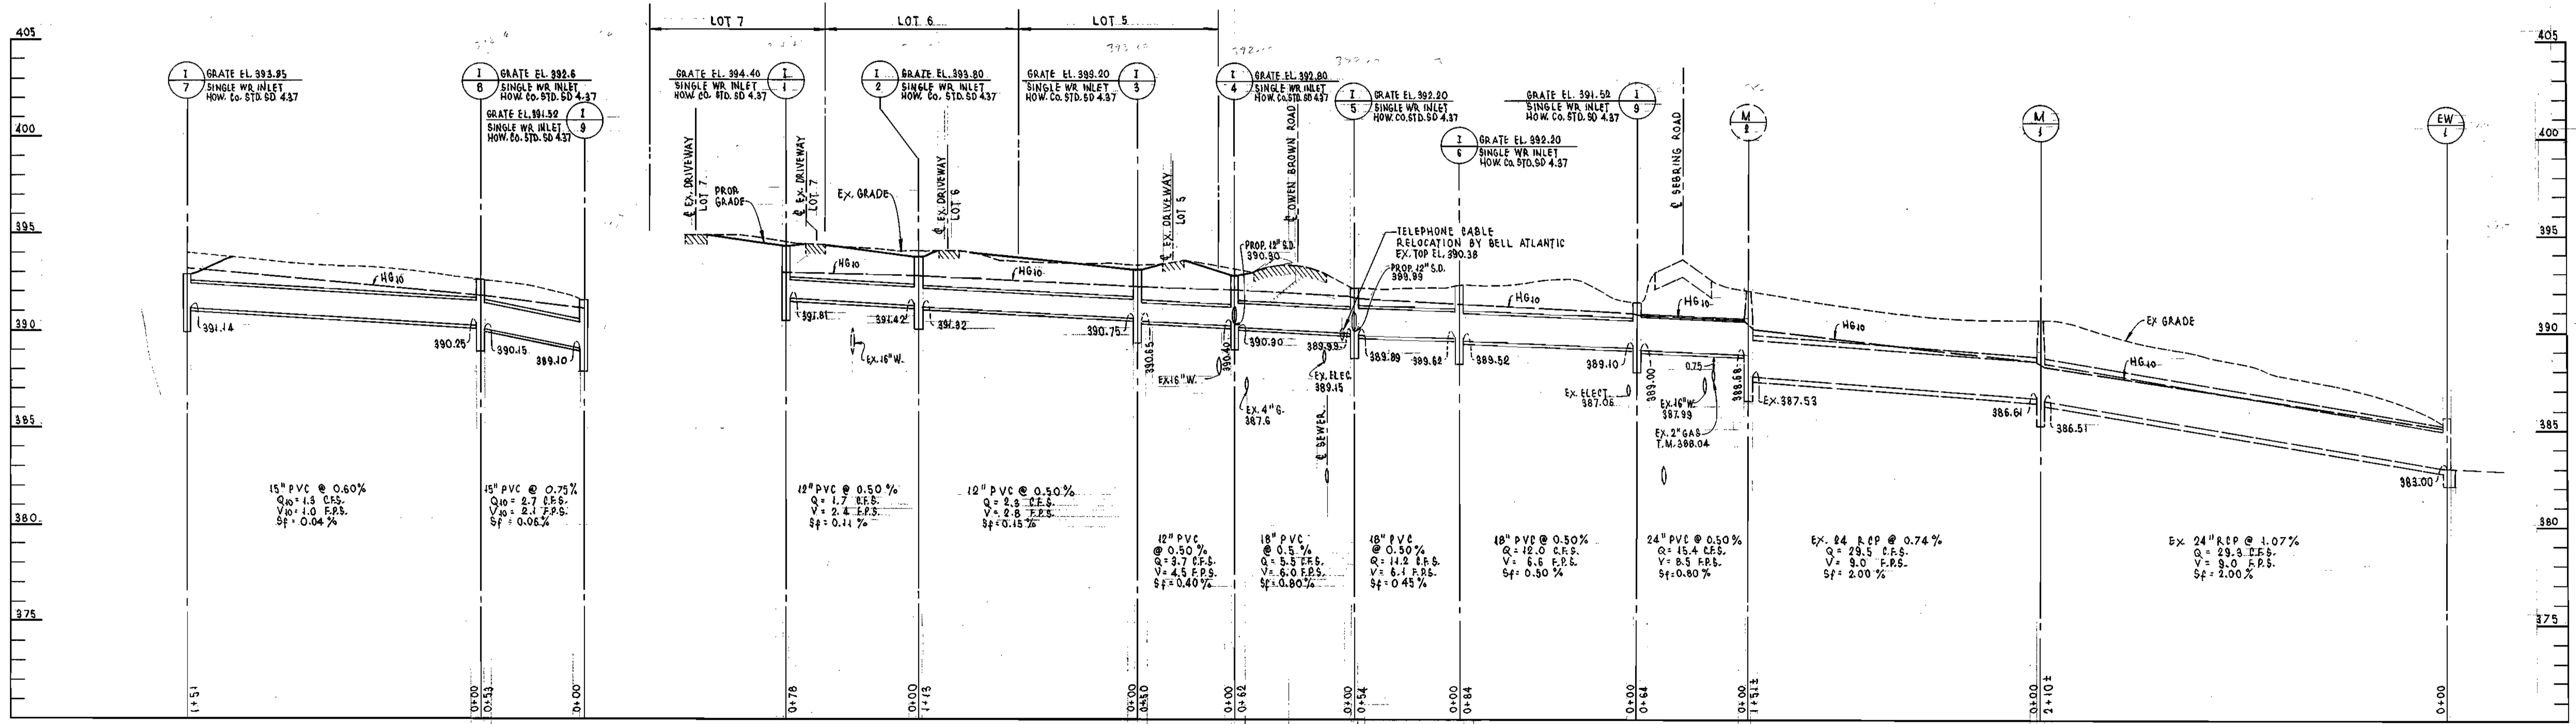 LOT 7
LOT 6
LOT 5
405
405
I
7
GRATE EL. 393.85
SINGLE WR INLET
HOW. CO. STD. SD 4.37
I
8
GRATE EL. 392.6
SINGLE WR INLET
HOW. CO. STD. SD 4.37
GRATE EL. 391.52
SINGLE WR INLET
HOW. CO. STD. SD 4.37
I
9
GRATE EL. 394.40
SINGLE WR INLET
HOW. CO. STD. SD 4.37
I
1
I
2
GRATE EL. 393.80
SINGLE WR INLET
HOW. CO. STD. SD 4.37
GRATE EL. 393.20
SINGLE WR INLET
HOW. CO. STD. SD 4.37
I
3
I
4
GRATE EL. 392.80
SINGLE WR INLET
HOW. CO. STD. SD 4.37
I
5
GRATE EL. 392.20
SINGLE WR INLET
HOW. CO. STD. SD 4.37
I
6
GRATE EL. 392.20
SINGLE WR INLET
HOW. CO. STD. SD 4.37
GRATE EL. 391.52
SINGLE WR INLET
HOW. CO. STD. SD 4.37
I
9
M
2
M
1
EW
1
400
400
℄ EX. DRIVEWAY
LOT 7
PROP.
GRADE
℄ EX. DRIVEWAY
LOT 7
EX. GRADE
℄ EX. DRIVEWAY
LOT 6
℄ EX. DRIVEWAY
LOT 5
℄ OWEN BROWN ROAD
℄ SEBRING ROAD
395
395
HG10
HG10
HG10
PROP. 12" S.D.
390.30
TELEPHONE CABLE
RELOCATION BY BELL ATLANTIC
EX. TOP EL. 390.38
PROP. 12" S.D.
389.99
HG10
HG10
HG10
HG10
EX GRADE
390
390
391.14
390.25
390.15
389.10
391.81
391.42
391.32
EX. 16" W.
390.75
390.65
390.40
390.30
EX 16" W.
EX. 4" G.
387.6
389.99
EX. ELEC.
389.15
℄ SEWER
389.89
389.62
389.52
389.10
389.00
EX. ELECT.
387.06
0.75
EX. 16" W.
387.99
EX. 2" GAS
T.M. 388.04
388.68
EX. 387.53
386.61
386.51
383.00
385
385
15" PVC @ 0.60%
Q10 = 1.3 C.F.S.
V10 = 1.0 F.P.S.
Sf = 0.04 %
15" PVC @ 0.75%
Q10 = 2.7 C.F.S.
V10 = 2.1 F.P.S.
Sf = 0.06%
12" PVC @ 0.50 %
Q = 1.7 C.F.S.
V = 2.4 F.P.S.
Sf = 0.11 %
12" PVC @ 0.50%
Q = 2.3 C.F.S.
V = 2.8 F.P.S.
Sf = 0.15 %
12" PVC
@ 0.50 %
Q = 3.7 C.F.S.
V = 4.5 F.P.S.
Sf = 0.40 %
18" PVC
@ 0.5 %
Q = 5.5 C.F.S.
V = 6.0 F.P.S.
Sf = 0.80 %
18" PVC
@ 0.50 %
Q = 11.2 C.F.S.
V = 6.1 F.P.S.
Sf = 0.45 %
18" PVC @ 0.50%
Q = 12.0 C.F.S.
V = 6.6 F.P.S.
Sf = 0.50 %
24" PVC @ 0.50%
Q = 15.4 C.F.S.
V = 8.5 F.P.S.
Sf = 0.80 %
EX. 24 RCP @ 0.74 %
Q = 29.5 C.F.S.
V = 9.0 F.P.S.
Sf = 2.00 %
EX 24" RCP @ 1.07%
Q = 29.3 C.F.S.
V = 9.0 F.P.S.
Sf = 2.00 %
380
380
375
375
1+51
0+00
0+53
0+00
0+78
0+00
1+13
0+00
0+50
0+00
0+62
0+00
0+54
0+00
0+84
0+00
0+64
0+00
1+51±
0+00
2+10±
0+00